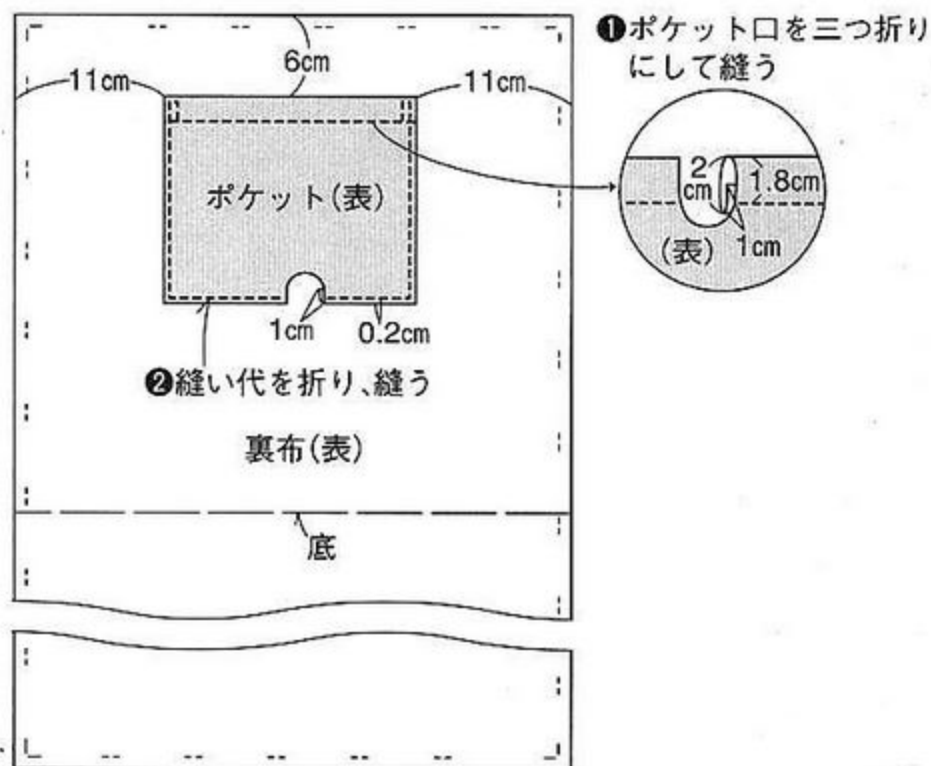 ❶ポケット口を三つ折り
にして縫う
6cm
11cm
11cm
2
cm
1.8cm
1cm
(表)
ポケット(表)
1cm
0.2cm
❷縫い代を折り、縫う
裏布(表)
底